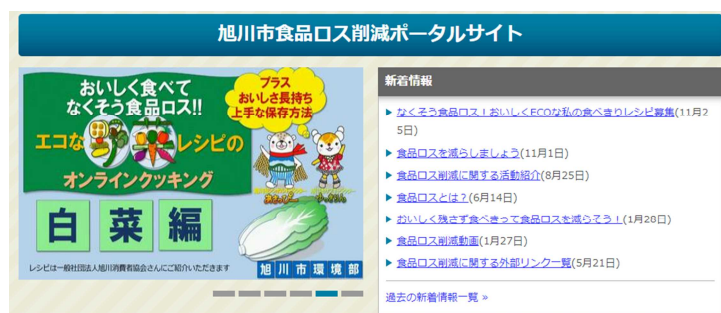 旭川市食品ロス削減ポータルサイト
おいしく食べて
なくそう食品ロス!!
エコな
レシピの
オンラインクッキング
白菜編
レシピは一般社団法人旭川消費者協会さんにご紹介いただきます
プラス
おいしさ長持ち
上手な保存方法
旭川市環境部
新着情報
なくそう食品ロス!おいしくECOな私の食べきりレシピ募集(11月2
5日)
食品ロスを減らしましょう(11月1日)
食品ロス削減に関する活動紹介(8月25日)
食品ロスとは?(6月14日)
おいしく残さず食べきって食品ロスを減らそう!(1月28日)
食品ロス削減動画(1月27日)
食品ロス削減に関する外部リンク一覧(5月21日)
過去の新着情報一覧 »